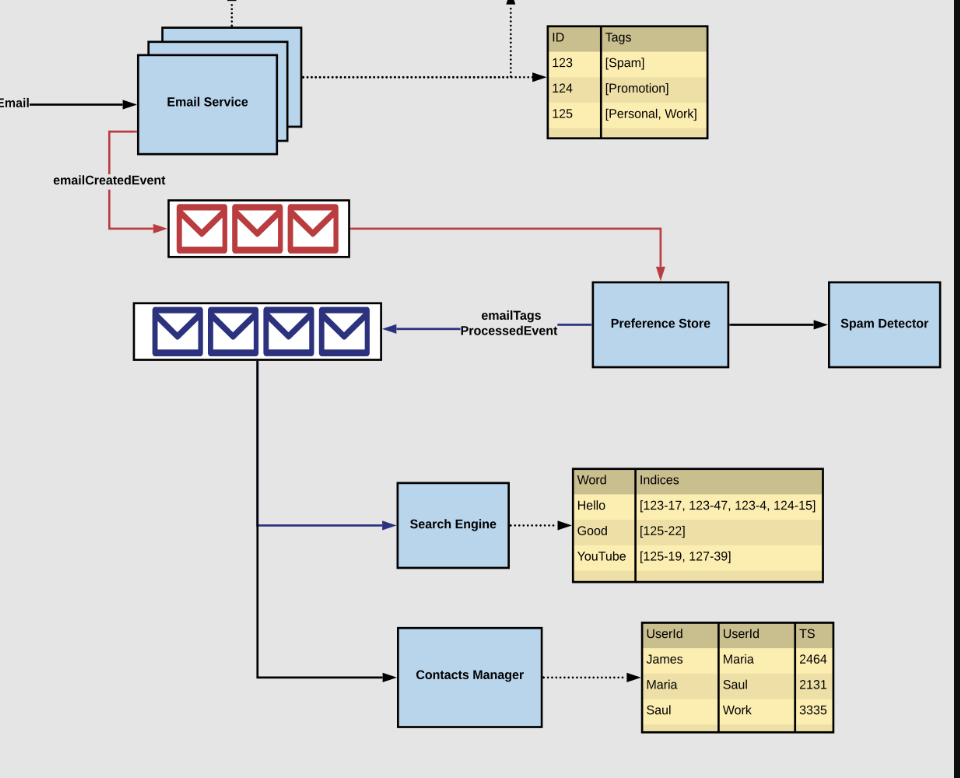 ID Tags
123 [Spam]
124 [Promotion]
125 [Personal, Work]
Email
Email Service
emailCreatedEvent
emailTags
ProcessedEvent
Preference Store
Spam Detector
Search Engine
Word Indices
Hello [123-17, 123-47, 123-4, 124-15]
Good [125-22]
YouTube [125-19, 127-39]
Contacts Manager
UserId UserId TS
James Maria 2464
Maria Saul 2131
Saul Work 3335